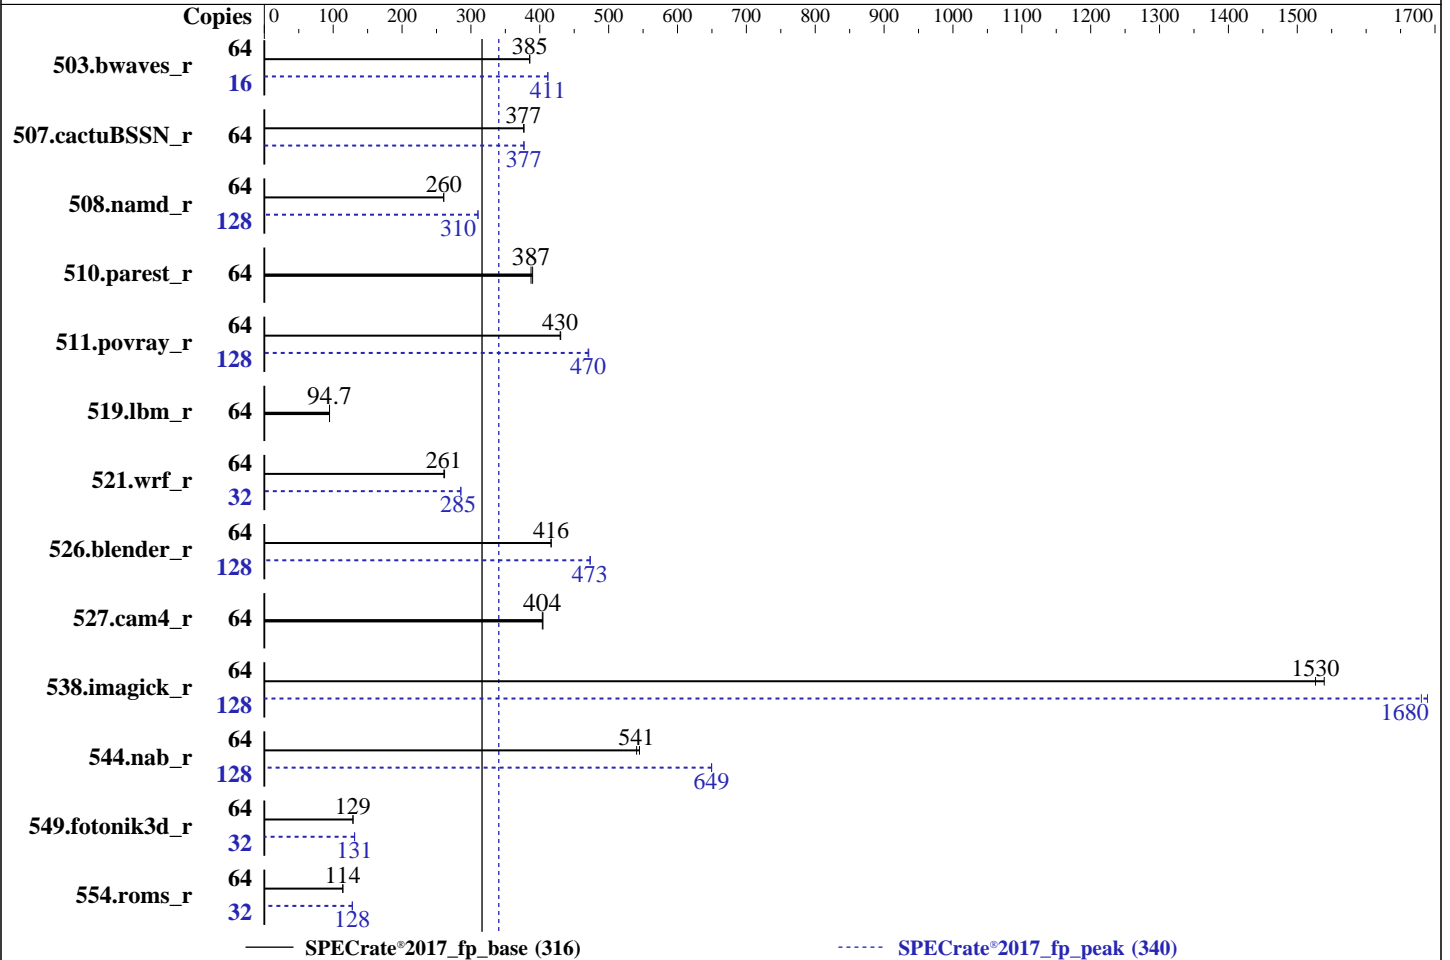 Copies 0 100 200 300 400 500 600 700 800 900 1000 1100 1200 1300 1400 1500 1700
503.bwaves_r 64 385
16 411
507.cactuBSSN_r 64 377
377
508.namd_r 64 260
128 310
510.parest_r 64 387
511.povray_r 64 430
128 470
519.lbm_r 64 94.7
521.wrf_r 64 261
32 285
526.blender_r 64 416
128 473
527.cam4_r 64 404
538.imagick_r 64 1530
128 1680
544.nab_r 64 541
128 649
549.fotonik3d_r 64 129
32 131
554.roms_r 64 114
32 128
SPECrate®2017_fp_base (316) SPECrate®2017_fp_peak (340)